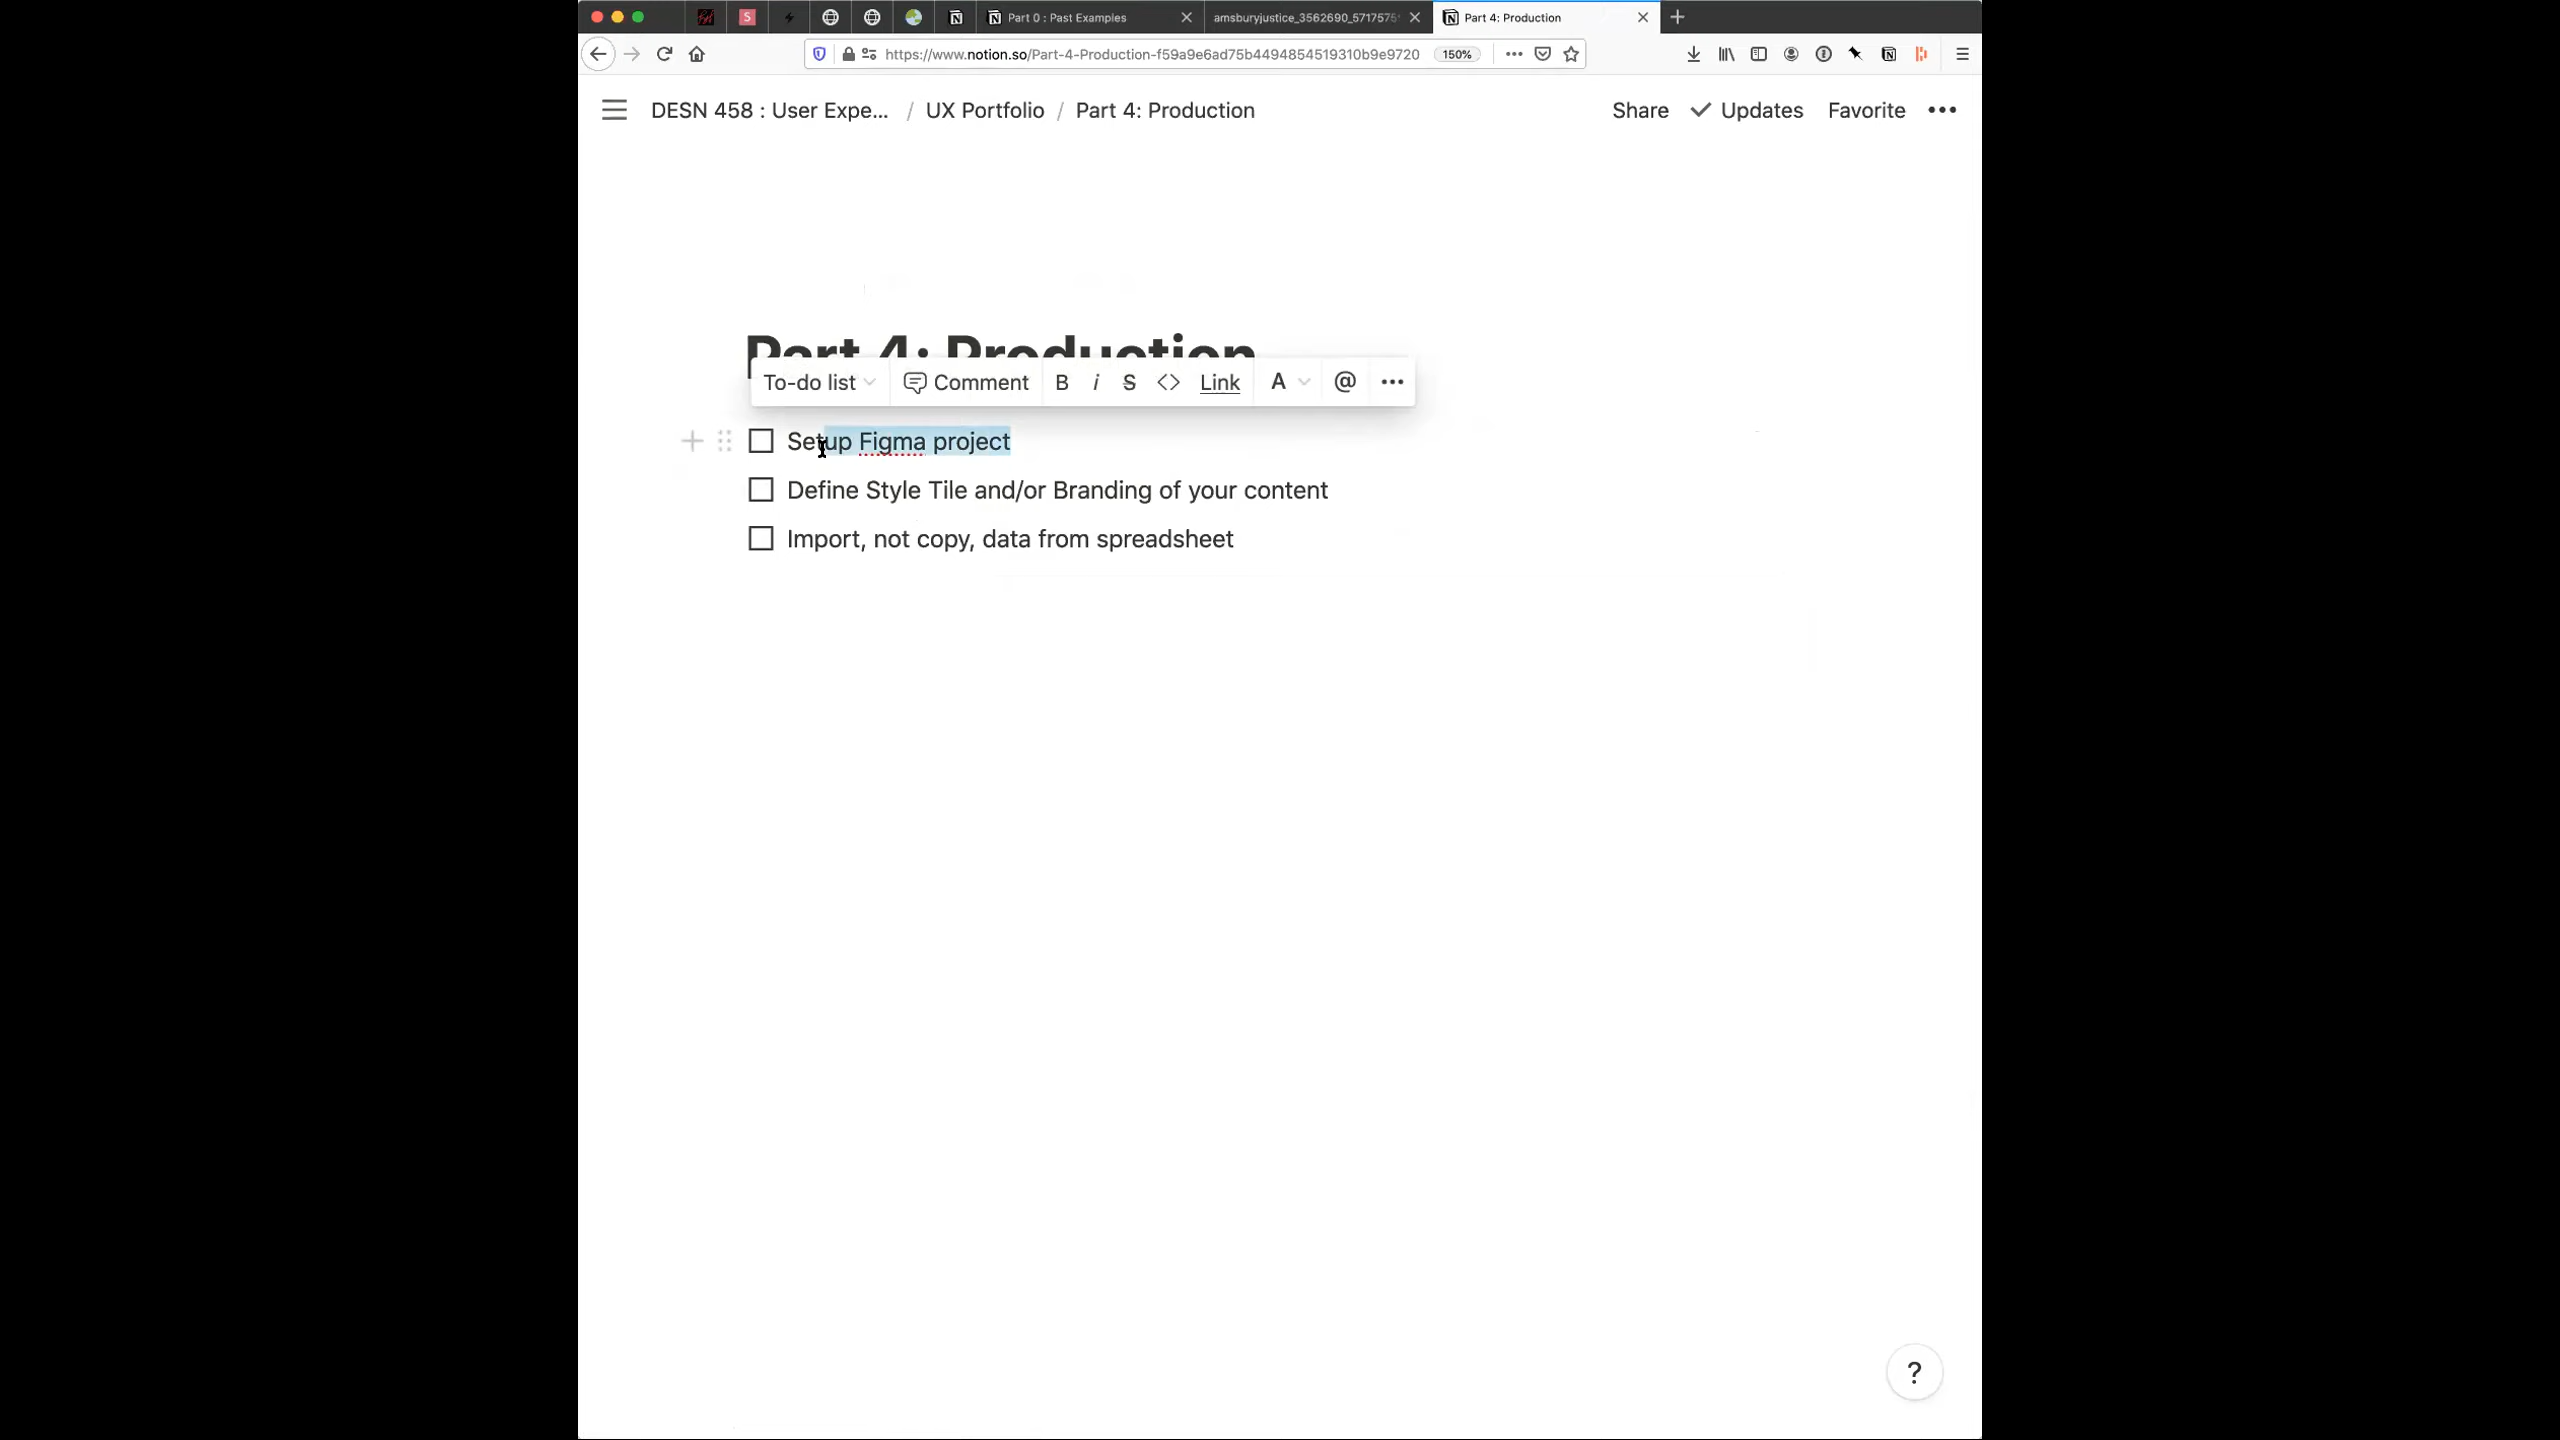 Part 0 : Past Examples
amsburyjustice_3562690_5717575
Part 4: Production
https://www.notion.so/Part-4-Production-f59a9e6ad75b4494854519310b9e9720
150%
DESN 458 : User Expe... / UX Portfolio / Part 4: Production
Share Updates Favorite
Part 4: Production
To-do list Comment B i S <> Link A @
Setup Figma project
Define Style Tile and/or Branding of your content
Import, not copy, data from spreadsheet
?